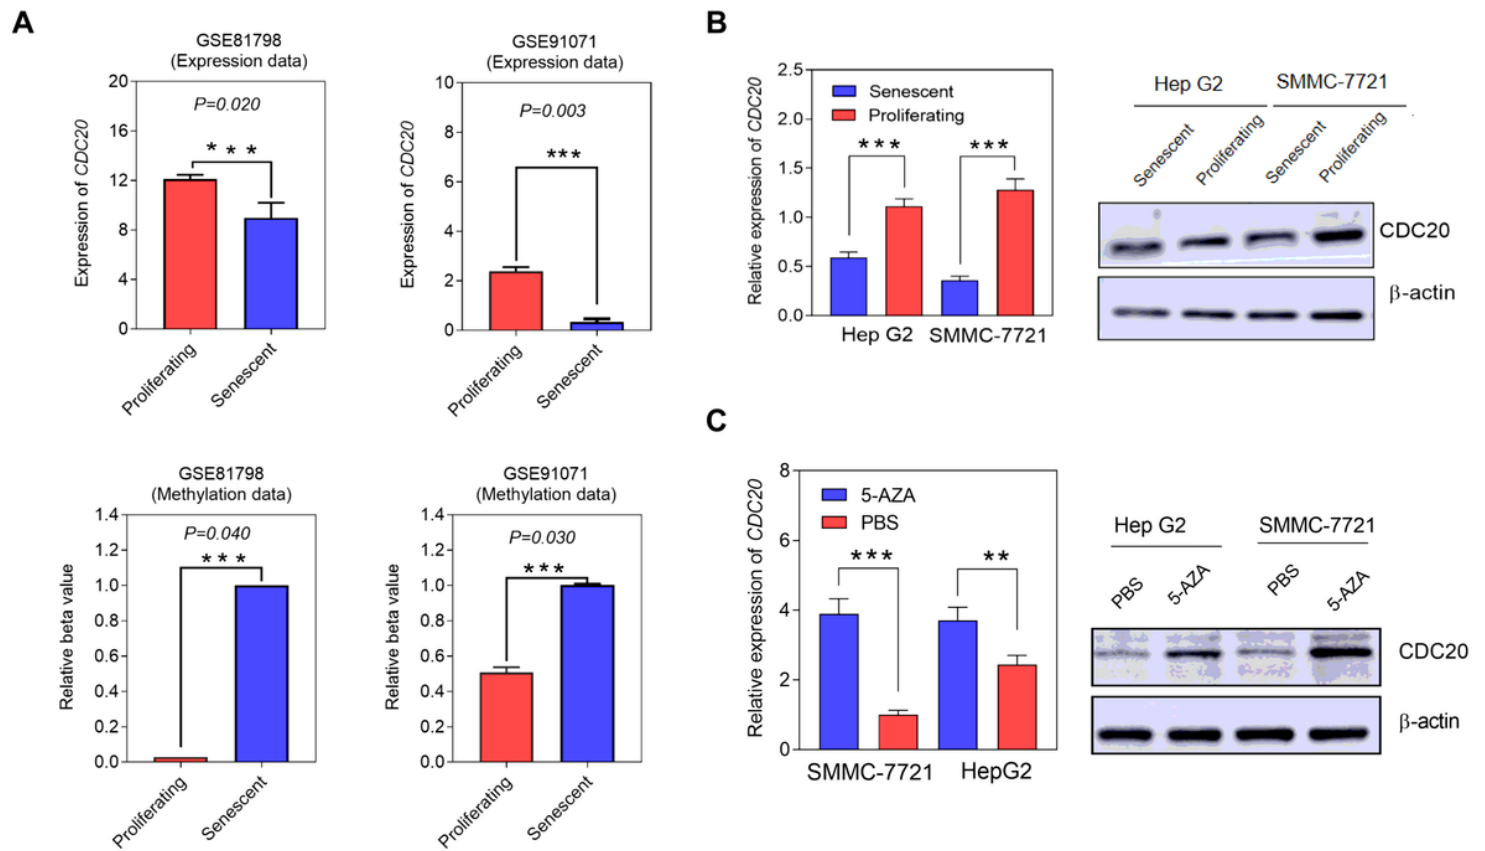 A
GSE81798
(Expression data)
Expression of CDC20
20
16
12
8
4
0
P=0.020
* * *
Proliferating
Senescent
GSE91071
(Expression data)
Expression of CDC20
10
8
6
4
2
0
P=0.003
***
Proliferating
Senescent
GSE81798
(Methylation data)
Relative beta value
1.4
1.2
1.0
0.8
0.6
0.4
0.2
0.0
P=0.040
***
Proliferating
Senescent
GSE91071
(Methylation data)
Relative beta value
1.4
1.2
1.0
0.8
0.6
0.4
0.2
0.0
P=0.030
***
Proliferating
Senescent
B
Relative expression of CDC20
2.5
2.0
1.5
1.0
0.5
0.0
Senescent
Proliferating
*** ***
Hep G2 SMMC-7721
Hep G2 SMMC-7721
Senescent
Proliferating
Senescent
Proliferating
CDC20
β-actin
C
Relative expression of CDC20
8
6
4
2
0
5-AZA
PBS
*** **
SMMC-7721 HepG2
Hep G2 SMMC-7721
PBS
5-AZA
PBS
5-AZA
CDC20
β-actin